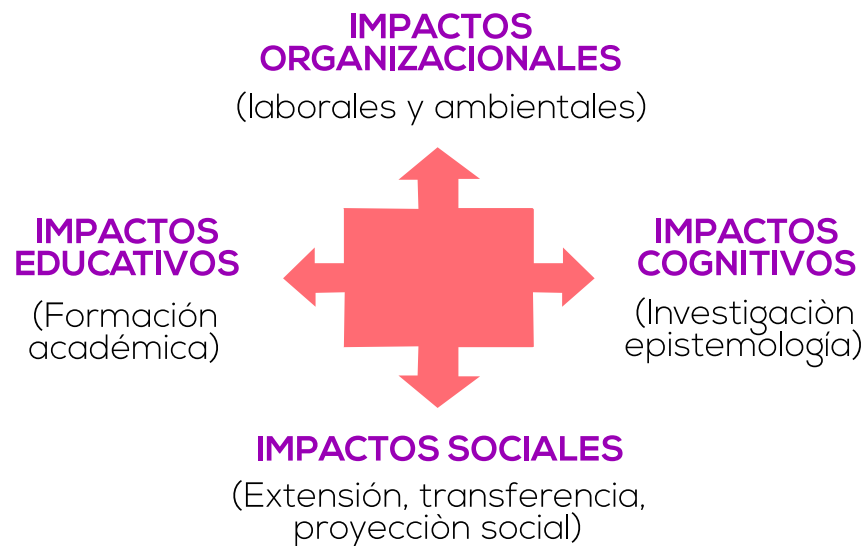 IMPACTOS
ORGANIZACIONALES
(laborales y ambientales)
IMPACTOS
EDUCATIVOS
(Formación
académica)
IMPACTOS
COGNITIVOS
(Investigaciòn
epistemología)
IMPACTOS SOCIALES
(Extensión, transferencia,
proyecciòn social)